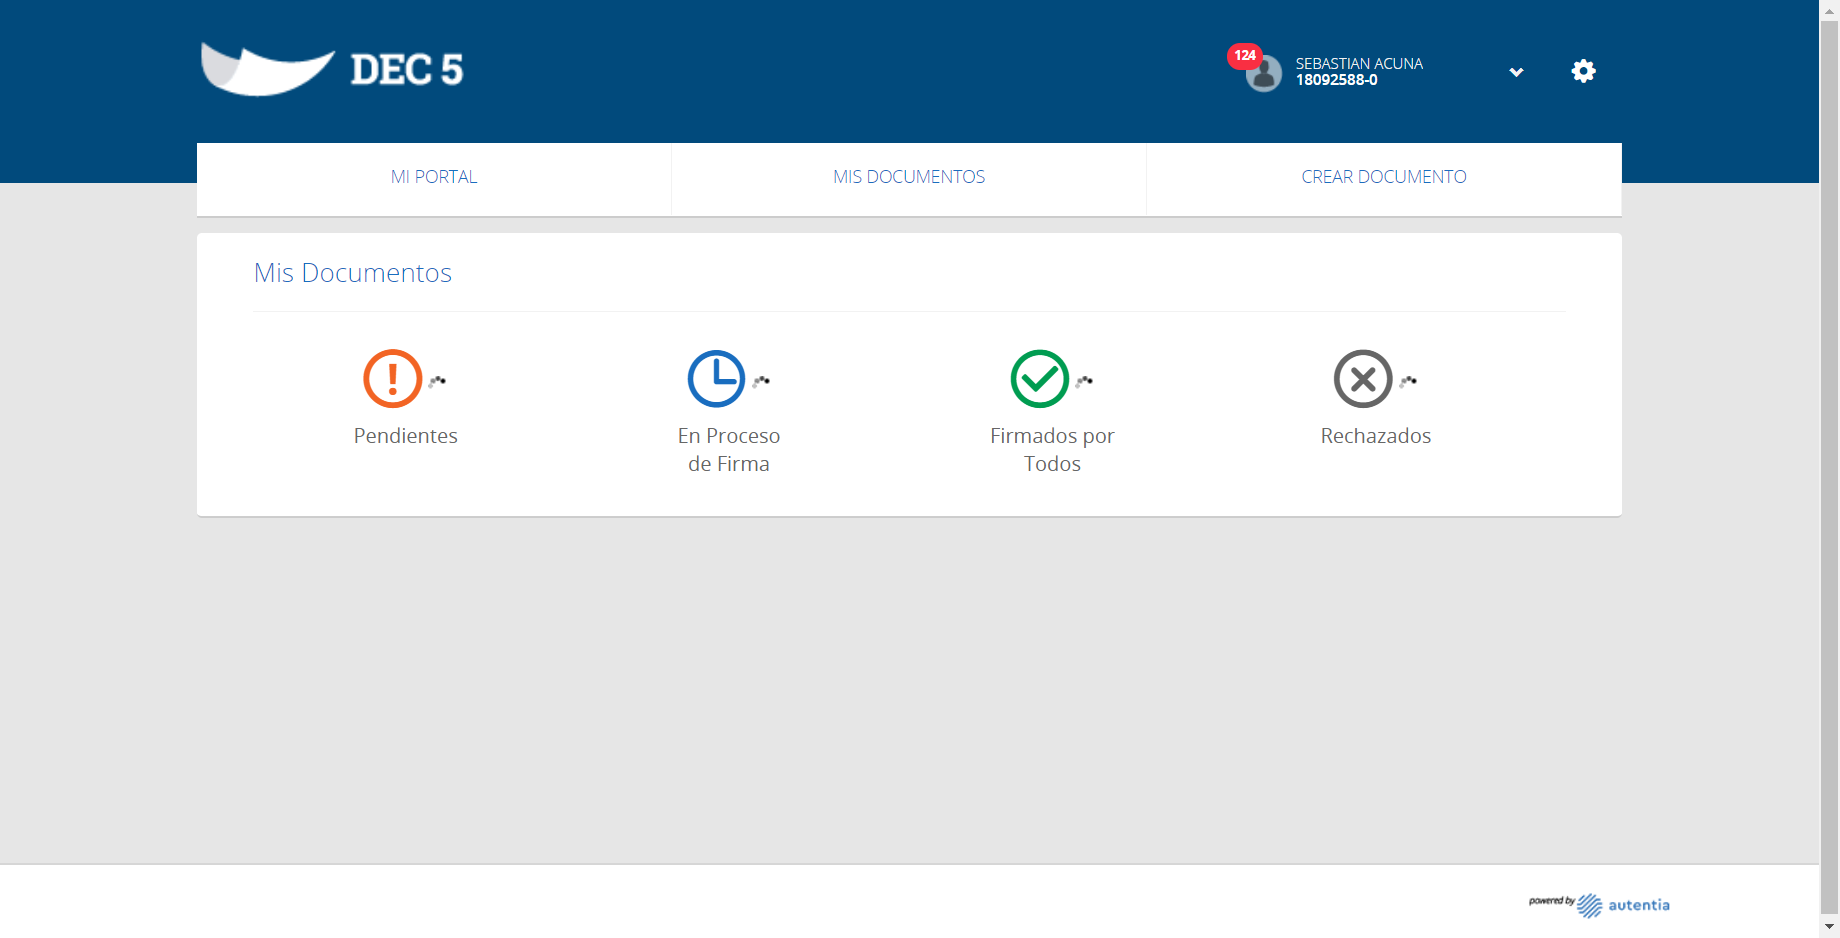 DEC 5
124
SEBASTIAN ACUNA
18092588-0
MI PORTAL
MIS DOCUMENTOS
CREAR DOCUMENTO
Mis Documentos
Pendientes
En Proceso
de Firma
Firmados por
Todos
Rechazados
powered by autentia